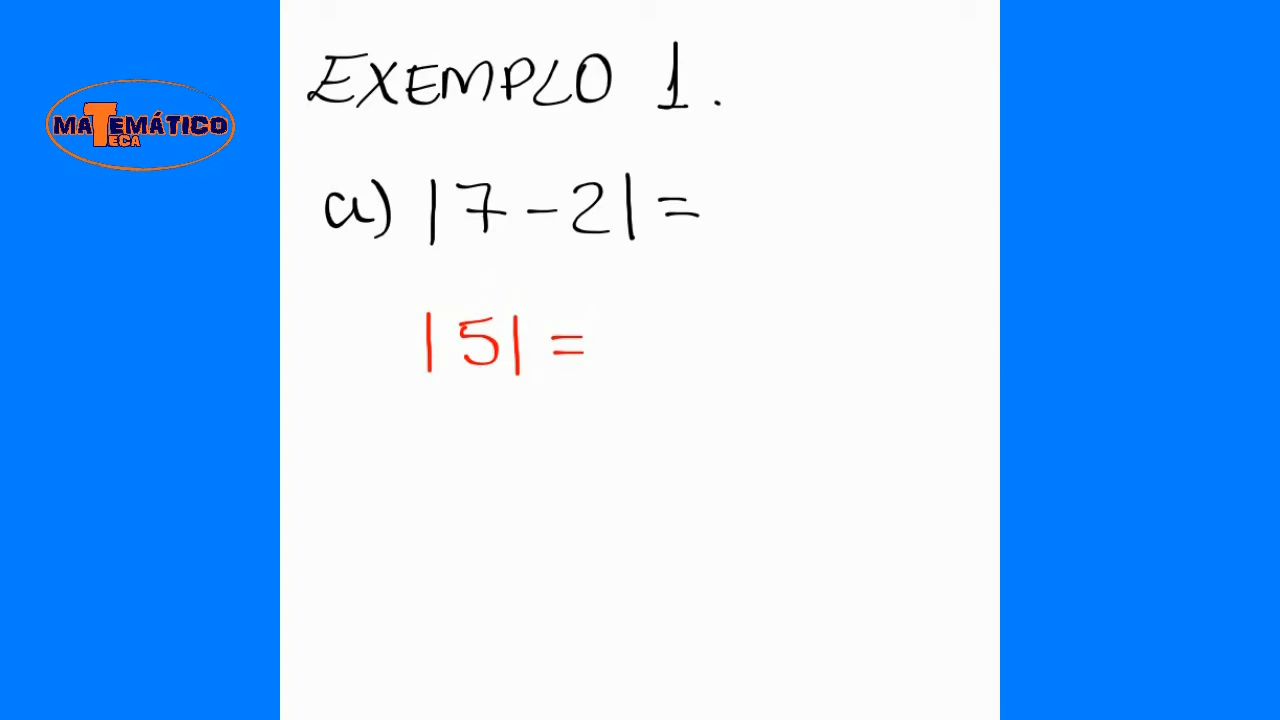 MATEMÁTICO
TECA
EXEMPLO 1.
a) |7-2|=
|5|=